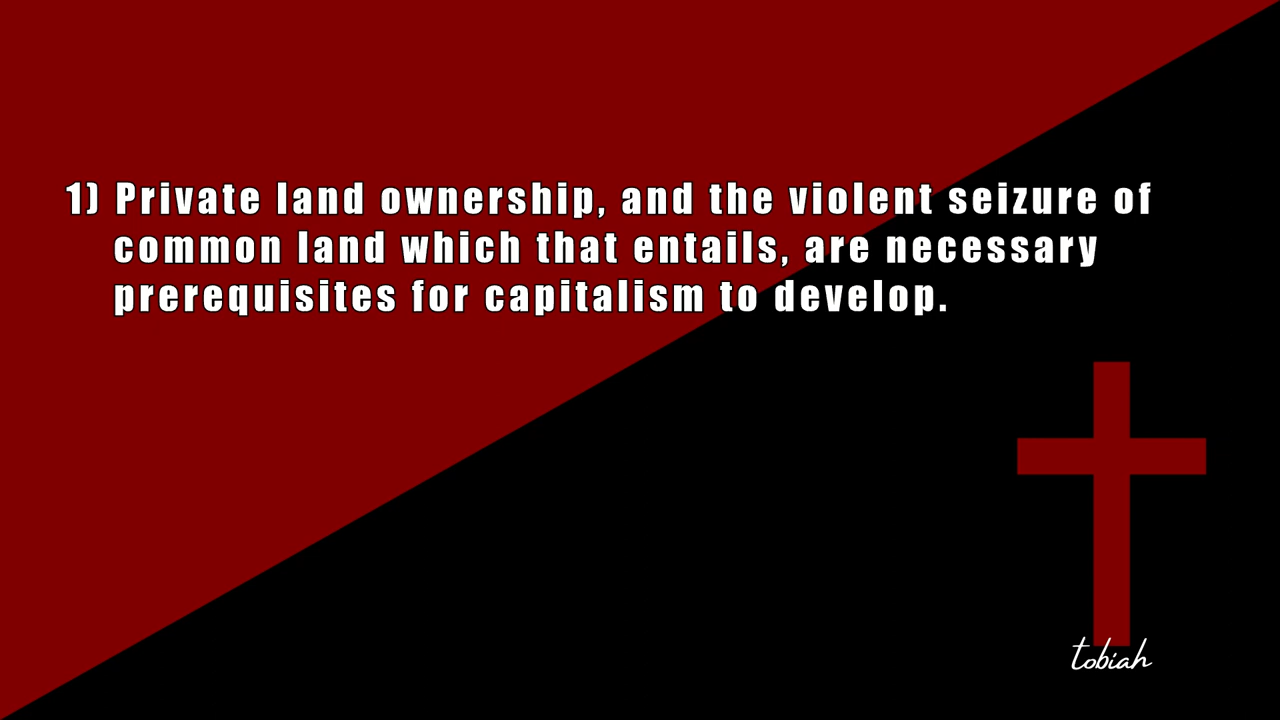 1) Private land ownership, and the violent seizure of
common land which that entails, are necessary
prerequisites for capitalism to develop.
tobiah